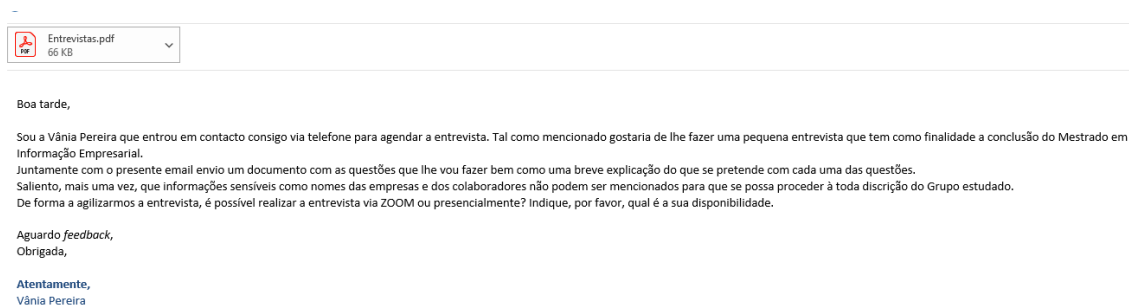 Entrevistas.pdf
66 KB
PDF
Boa tarde,
Sou a Vânia Pereira que entrou em contacto consigo via telefone para agendar a entrevista. Tal como mencionado gostaria de lhe fazer uma pequena entrevista que tem como finalidade a conclusão do Mestrado em
Informação Empresarial.
Juntamente com o presente email envio um documento com as questões que lhe vou fazer bem como uma breve explicação do que se pretende com cada uma das questões.
Saliento, mais uma vez, que informações sensíveis como nomes das empresas e dos colaboradores não podem ser mencionados para que se possa proceder à toda discrição do Grupo estudado.
De forma a agilizarmos a entrevista, é possível realizar a entrevista via ZOOM ou presencialmente? Indique, por favor, qual é a sua disponibilidade.
Aguardo feedback,
Obrigada,
Atentamente,
Vânia Pereira